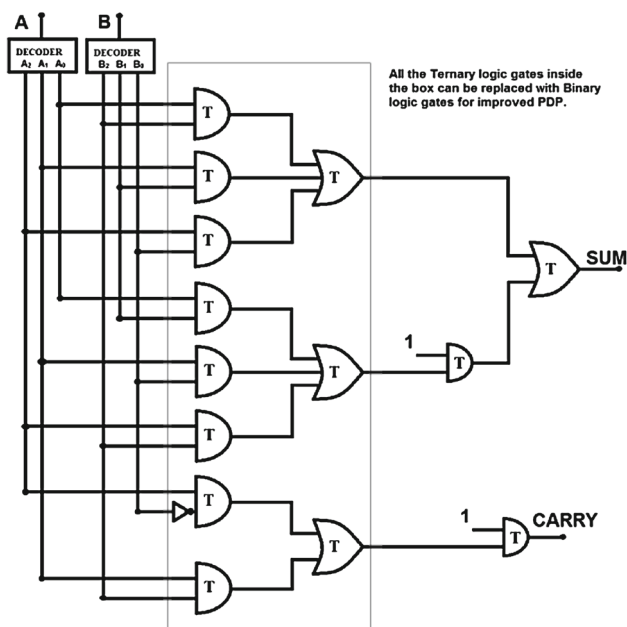 A B
DECODER DECODER
A₂ A₁ A₀ B₂ B₁ B₀
All the Ternary logic gates inside
the box can be replaced with Binary
logic gates for improved PDP.
T
T
T
T
T
SUM
T
T
1
T
T
T
T
1
CARRY
T
T
T